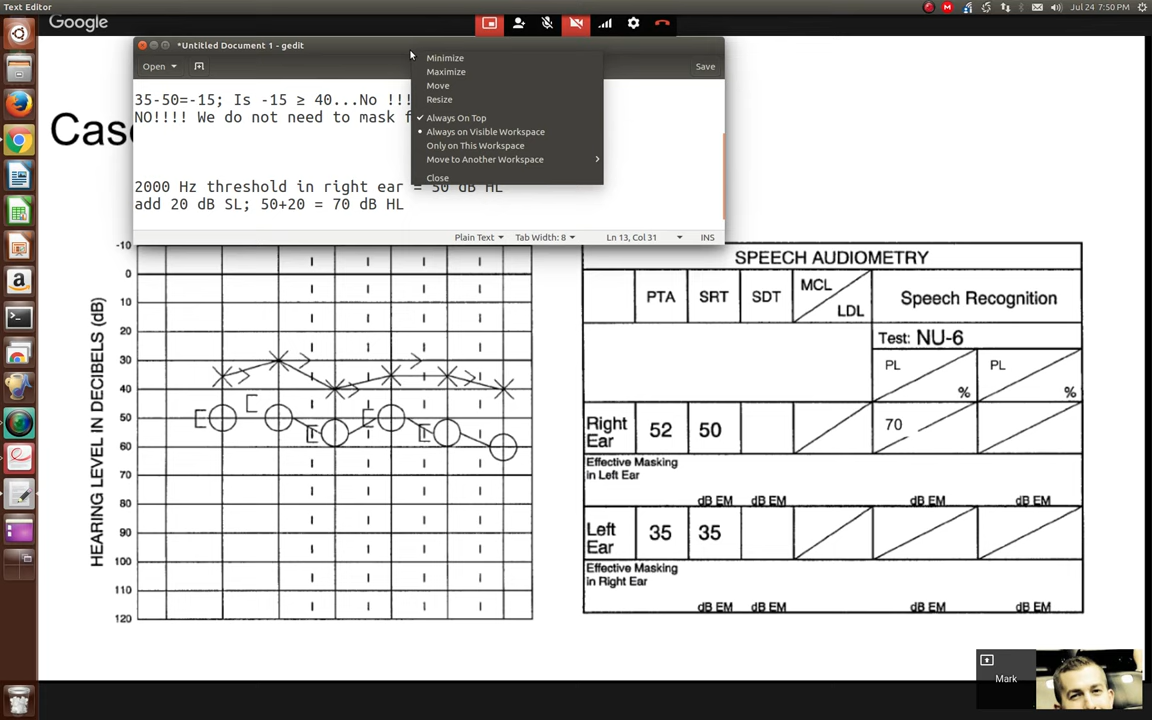 Text Editor
Jul 24 7:50 PM
Google
*Untitled Document 1 - gedit
Open
Save
Minimize
Maximize
Move
Resize
Always On Top
Always on Visible Workspace
Only on This Workspace
Move to Another Workspace
Close
35-50=-15; Is -15 ≥ 40...No !!!
NO!!!! We do not need to mask f
2000 Hz threshold in right ear = 50 dB HL
add 20 dB SL; 50+20 = 70 dB HL
Plain Text
Tab Width: 8
Ln 13, Col 31
INS
Cas
HEARING LEVEL IN DECIBELS (dB)
-10
0
10
20
30
40
50
60
70
80
90
100
110
120
SPEECH AUDIOMETRY
PTA SRT SDT MCL LDL Speech Recognition
Test: NU-6
PL % PL %
Right Ear 52 50 70
Effective Masking in Left Ear
dB EM dB EM dB EM dB EM
Left Ear 35 35
Effective Masking in Right Ear
dB EM dB EM dB EM dB EM
Mark